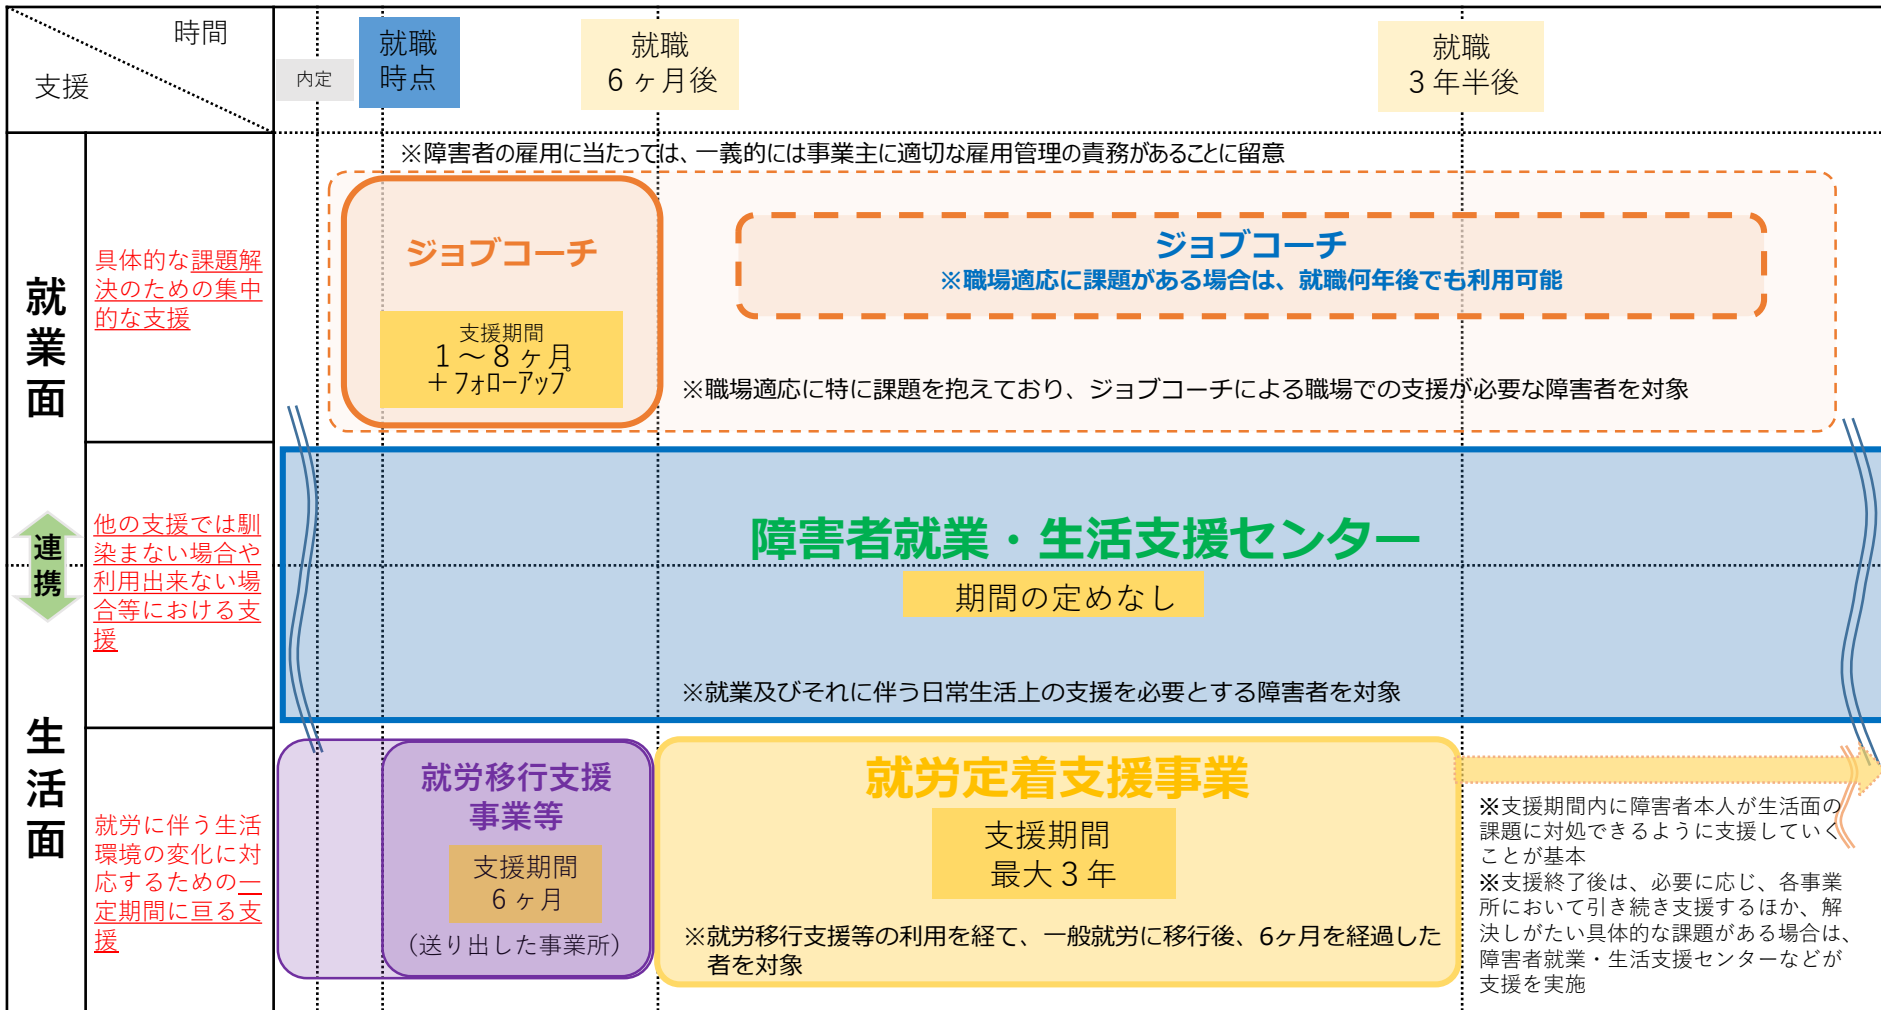 時間
支援
内定
就職
時点
就職
6ヶ月後
就職
3年半後
就業面
連携
生活面
具体的な課題解
決のための集中
的な支援
※障害者の雇用に当たっては、一義的には事業主に適切な雇用管理の責務があることに留意
ジョブコーチ
支援期間
1~8ヶ月
+フォローアップ
ジョブコーチ
※職場適応に課題がある場合は、就職何年後でも利用可能
※職場適応に特に課題を抱えており、ジョブコーチによる職場での支援が必要な障害者を対象
他の支援では馴
染まない場合や
利用出来ない場
合等における支
援
障害者就業・生活支援センター
期間の定めなし
※就業及びそれに伴う日常生活上の支援を必要とする障害者を対象
就労に伴う生活
環境の変化に対
応するための一
定期間に亘る支
援
就労移行支援
事業等
支援期間
6ヶ月
(送り出した事業所)
就労定着支援事業
支援期間
最大3年
※就労移行支援等の利用を経て、一般就労に移行後、6ヶ月を経過した
者を対象
※支援期間内に障害者本人が生活面の
課題に対処できるように支援していく
ことが基本
※支援終了後は、必要に応じ、各事業
所において引き続き支援するほか、解
決しがたい具体的な課題がある場合は、
障害者就業・生活支援センターなどが
支援を実施